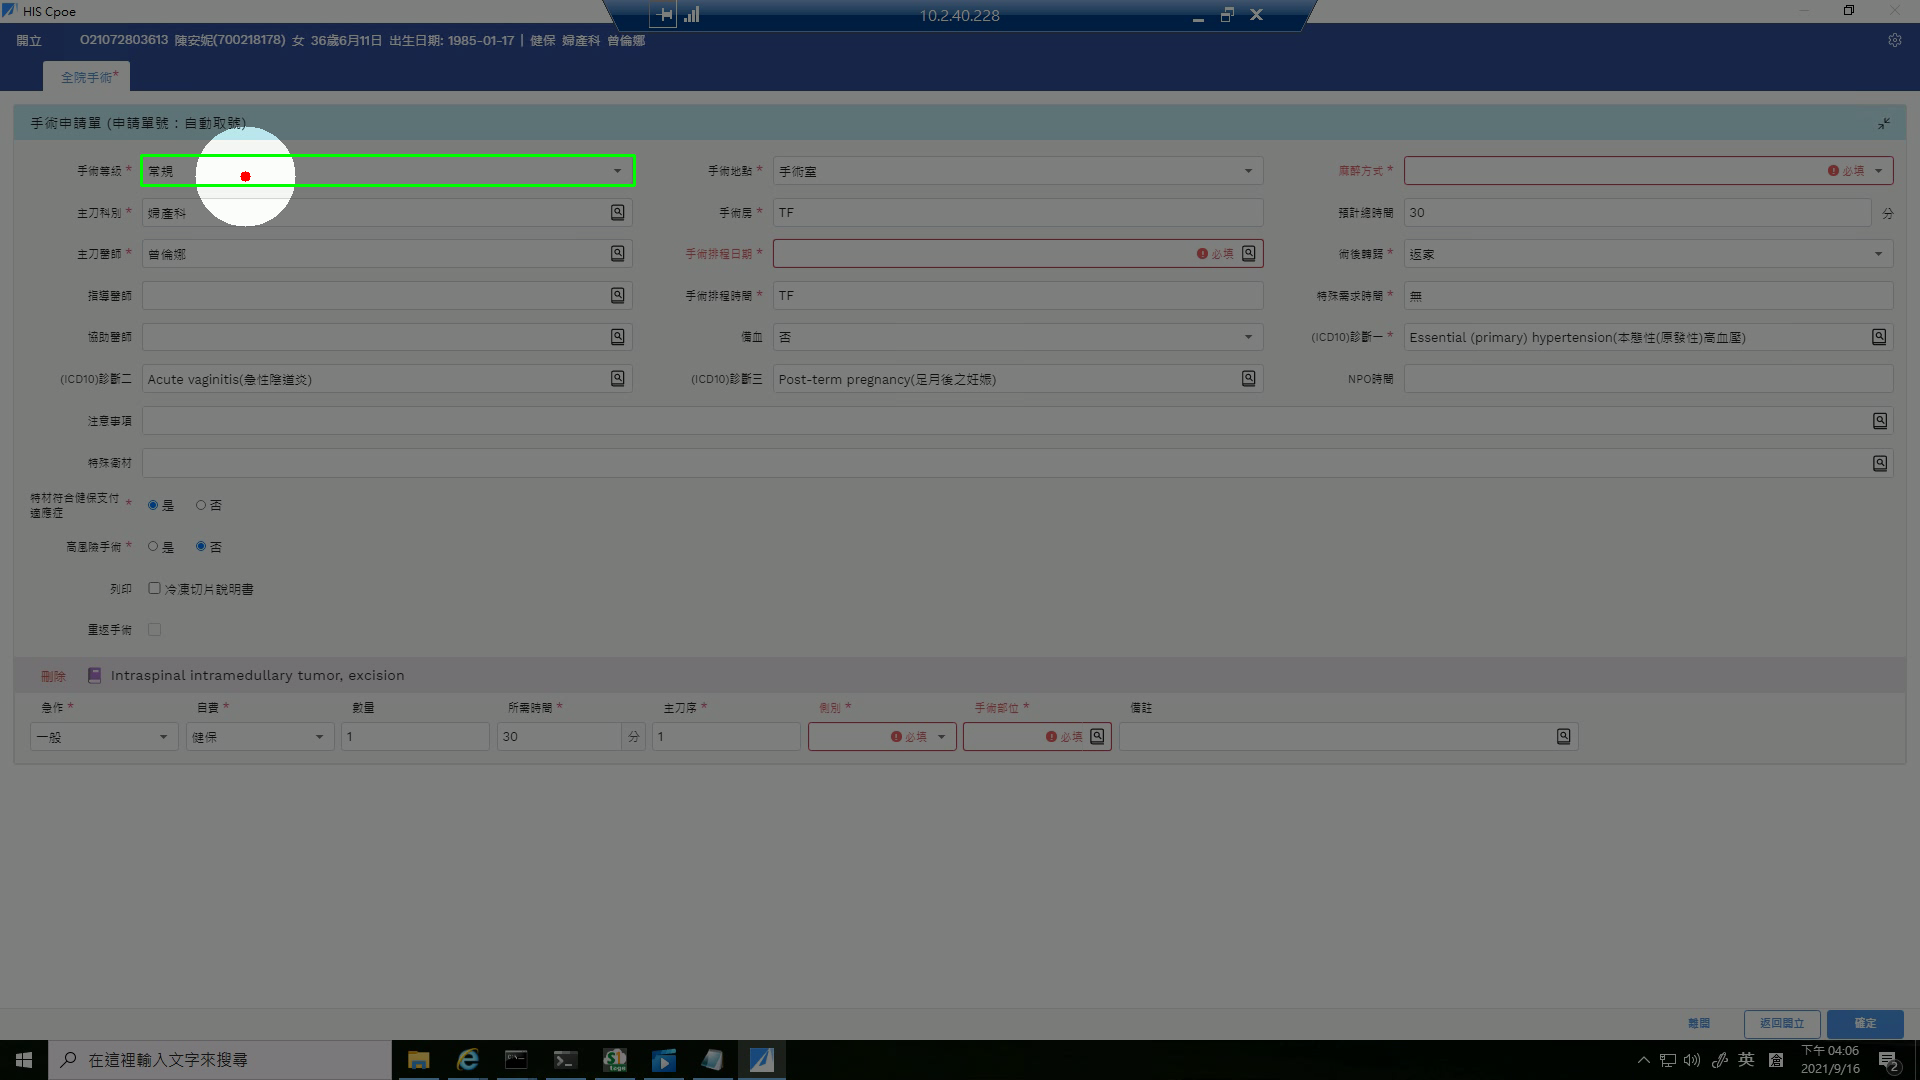 HIS Cpoe
10.2.40.228
開立 O21072803613 陳安妮(700218178) 女 36歲6月11日 出生日期: 1985-01-17 | 健保 婦產科 曾倫娜
全院手術*
手術申請單 (申請單號：自動取號)
手術等級 * 常規 手術地點 * 手術室 麻醉方式 * 必填
主刀科別 * 婦產科 手術房 * TF 預計總時間 30 分
主刀醫師 * 曾倫娜 手術排程日期 * 必填 術後轉歸 * 返家
指導醫師 手術排程時間 * TF 特殊需求時間 * 無
協助醫師 備血 否 (ICD10)診斷一 * Essential (primary) hypertension(本態性(原發性)高血壓)
(ICD10)診斷二 Acute vaginitis(急性陰道炎) (ICD10)診斷三 Post-term pregnancy(足月後之妊娠) NPO時間
注意事項
特殊衛材
特材符合健保支付
適應症 * 是 否
高風險手術 * 是 否
列印 冷凍切片說明書
重返手術
刪除 Intraspinal intramedullary tumor, excision
急作 * 自費 * 數量 所需時間 * 主刀序 * 側別 * 手術部位 * 備註
一般 健保 1 30 分 1 必填 必填
離開 返回開立 確定
在這裡輸入文字來搜尋
英
下午 04:06
2021/9/16
2